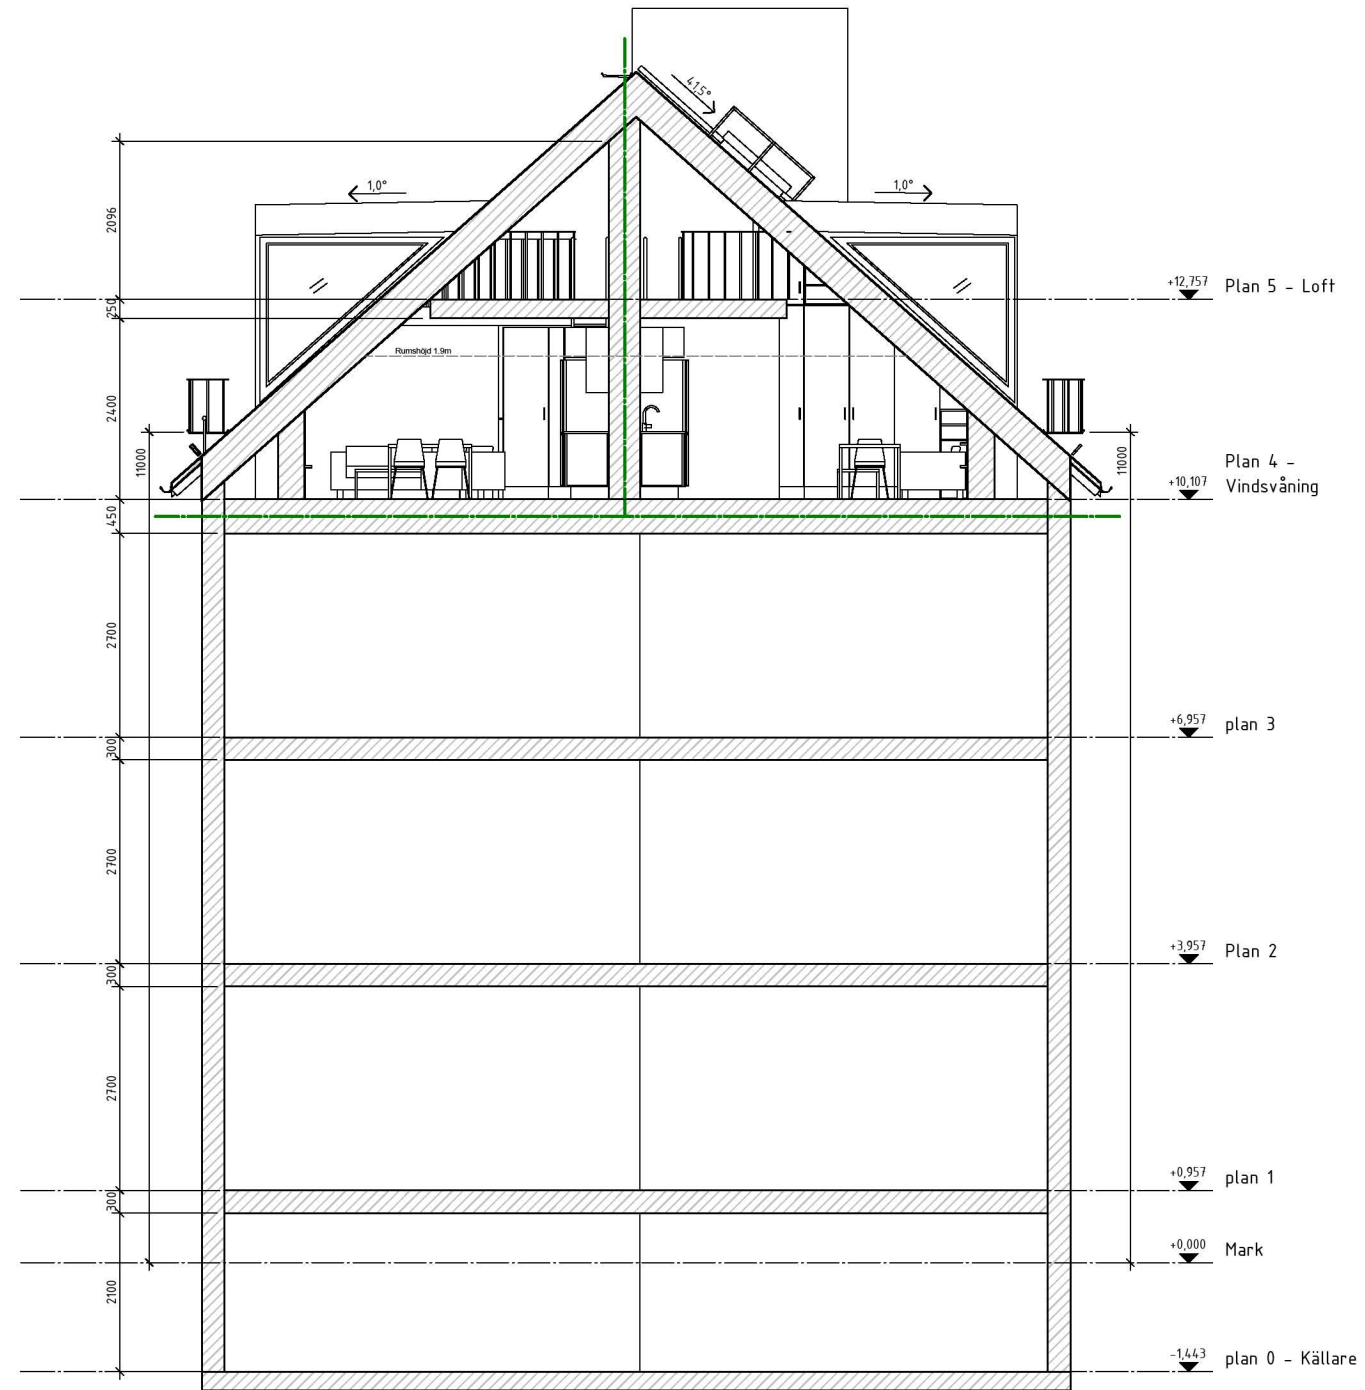 41,5°
1,0°
1,0°
2096
+12,757 Plan 5 - Loft
250
Rumshöjd 1.9m
2400
11000
11000
Plan 4 -
+10,107 Vindsvåning
450
2700
+6,957 plan 3
300
2700
+3,957 Plan 2
300
2700
+0,957 plan 1
300
+0,000 Mark
2100
-1,443 plan 0 - Källare